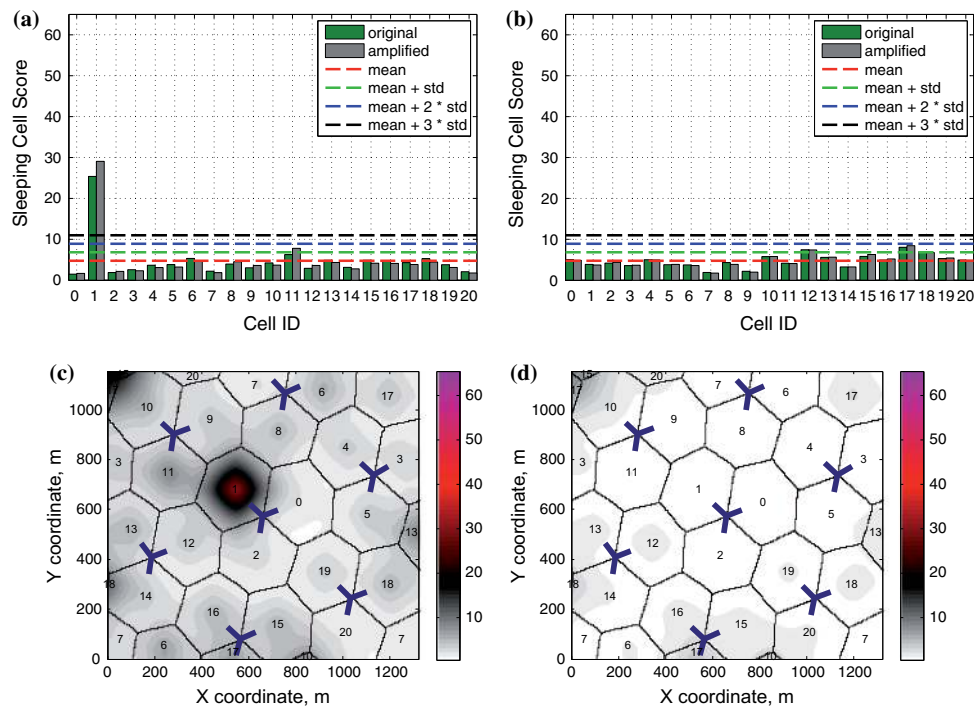 (a)
60
50
40
30
20
10
0
Sleeping Cell Score
original
amplified
mean
mean + std
mean + 2 * std
mean + 3 * std
0 1 2 3 4 5 6 7 8 9 10 11 12 13 14 15 16 17 18 19 20
Cell ID
(b)
60
50
40
30
20
10
0
Sleeping Cell Score
original
amplified
mean
mean + std
mean + 2 * std
mean + 3 * std
0 1 2 3 4 5 6 7 8 9 10 11 12 13 14 15 16 17 18 19 20
Cell ID
(c)
1000
800
600
400
200
0
Y coordinate, m
15 20 7 6 17
10 9 8 4 3
3 11 1 0 5
13 12 2 19 13
18 14 16 15 18
7 6 17 10 20 7
0 200 400 600 800 1000 1200
X coordinate, m
60
50
40
30
20
10
(d)
1000
800
600
400
200
0
Y coordinate, m
15 20 7 6 17
17 10 9 8 4 3
3 11 1 0 5
13 12 2 19 13
18 14 16 15 18
7 6 17 10 20 7
0 200 400 600 800 1000 1200
X coordinate, m
60
50
40
30
20
10